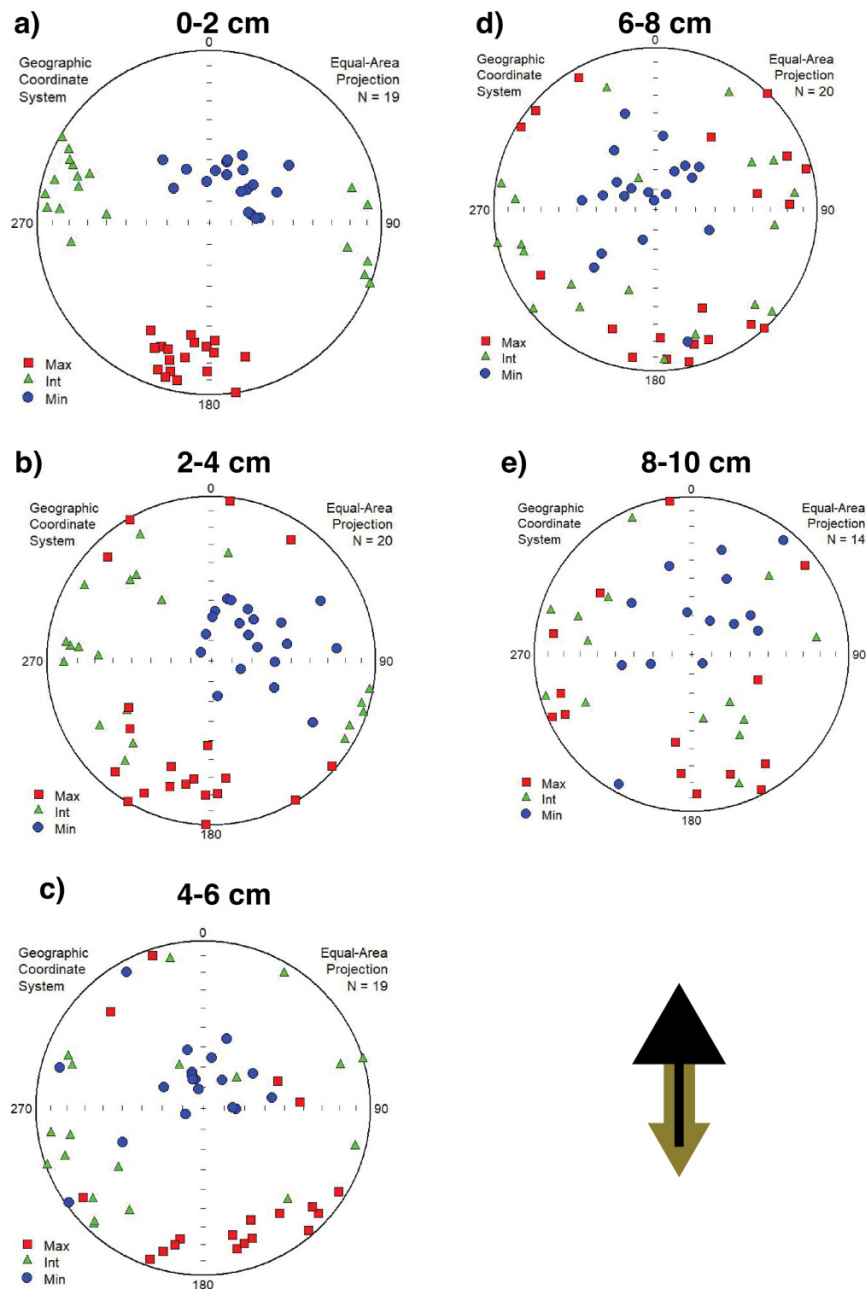 a)
0-2 cm
Geographic
Coordinate
System
0
Equal-Area
Projection
N = 19
270
90
Max
Int
Min
180
b)
2-4 cm
Geographic
Coordinate
System
0
Equal-Area
Projection
N = 20
270
90
Max
Int
Min
180
c)
4-6 cm
Geographic
Coordinate
System
0
Equal-Area
Projection
N = 19
270
90
Max
Int
Min
180
d)
6-8 cm
Geographic
Coordinate
System
0
Equal-Area
Projection
N = 20
270
90
Max
Int
Min
180
e)
8-10 cm
Geographic
Coordinate
System
0
Equal-Area
Projection
N = 14
270
90
Max
Int
Min
180